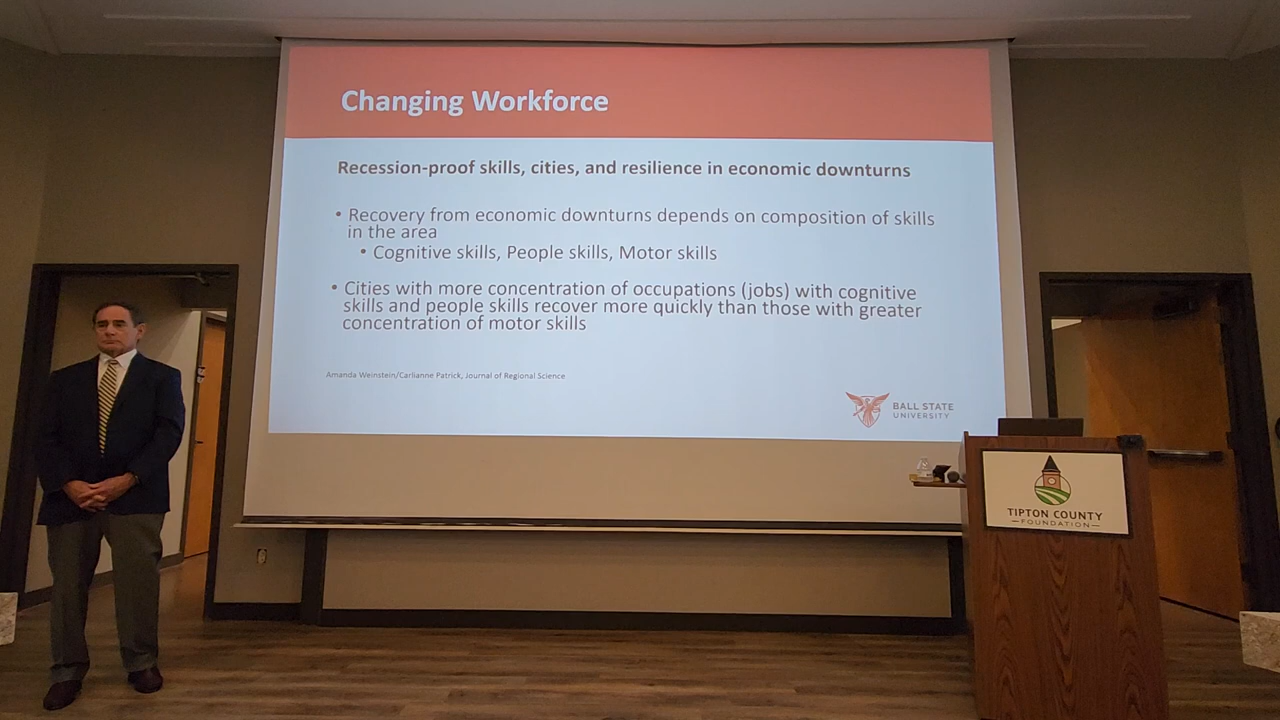 Changing Workforce
Recession-proof skills, cities, and resilience in economic downturns
• Recovery from economic downturns depends on composition of skills
in the area
• Cognitive skills, People skills, Motor skills
• Cities with more concentration of occupations (jobs) with cognitive
skills and people skills recover more quickly than those with greater
concentration of motor skills
Amanda Weinstein/Carlianne Patrick, Journal of Regional Science
BALL STATE
UNIVERSITY
TIPTON COUNTY
FOUNDATION